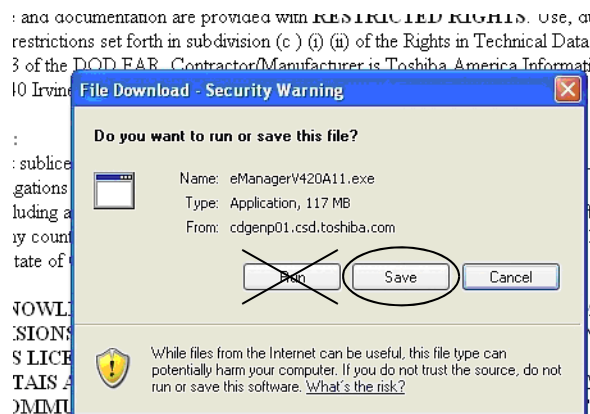 and documentation are provided with RESTRICTED RIGHTS. Use,
restrictions set forth in subdivision (c ) (i) (ii) of the Rights in Technical Data
of the DOD FAR. Contractor/Manufacturer is Toshiba America
Irvine
File Download - Security Warning
:
Do you want to run or save this file?
Name: eManagerV420A11.exe
Type: Application, 117 MB
From: cdgenp01.csd.toshiba.com
Run Save Cancel
While files from the Internet can be useful, this file type can
potentially harm your computer. If you do not trust the source, do not
run or save this software. What's the risk?